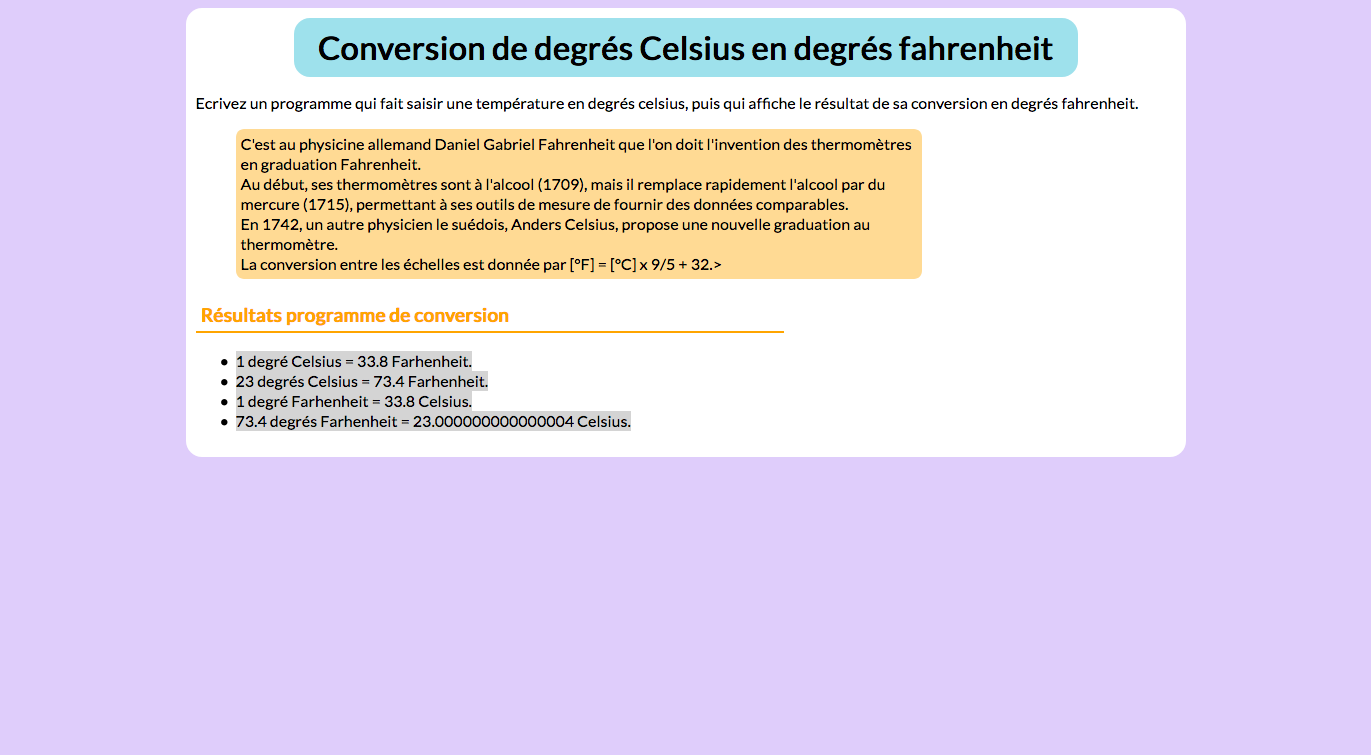 Conversion de degrés Celsius en degrés fahrenheit
Ecrivez un programme qui fait saisir une température en degrés celsius, puis qui affiche le résultat de sa conversion en degrés fahrenheit.
C'est au physicine allemand Daniel Gabriel Fahrenheit que l'on doit l'invention des thermomètres
en graduation Fahrenheit.
Au début, ses thermomètres sont à l'alcool (1709), mais il remplace rapidement l'alcool par du
mercure (1715), permettant à ses outils de mesure de fournir des données comparables.
En 1742, un autre physicien le suédois, Anders Celsius, propose une nouvelle graduation au
thermomètre.
La conversion entre les échelles est donnée par [°F] = [°C] x 9/5 + 32.>
Résultats programme de conversion
• 1 degré Celsius = 33.8 Farhenheit.
• 23 degrés Celsius = 73.4 Farhenheit.
• 1 degré Farhenheit = 33.8 Celsius.
• 73.4 degrés Farhenheit = 23.000000000000004 Celsius.